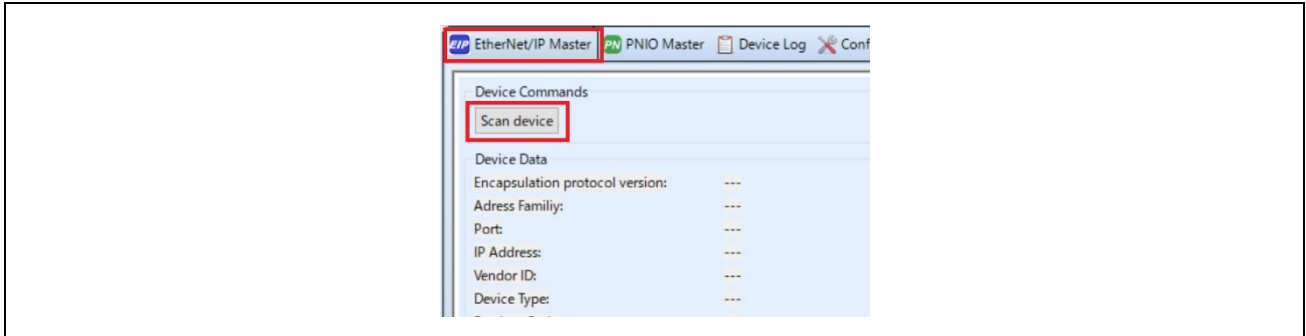 EIP EtherNet/IP Master PN PNIO Master Device Log Conf
Device Commands
Scan device
Device Data
Encapsulation protocol version: ---
Adress Familiy: ---
Port: ---
IP Address: ---
Vendor ID: ---
Device Type: ---